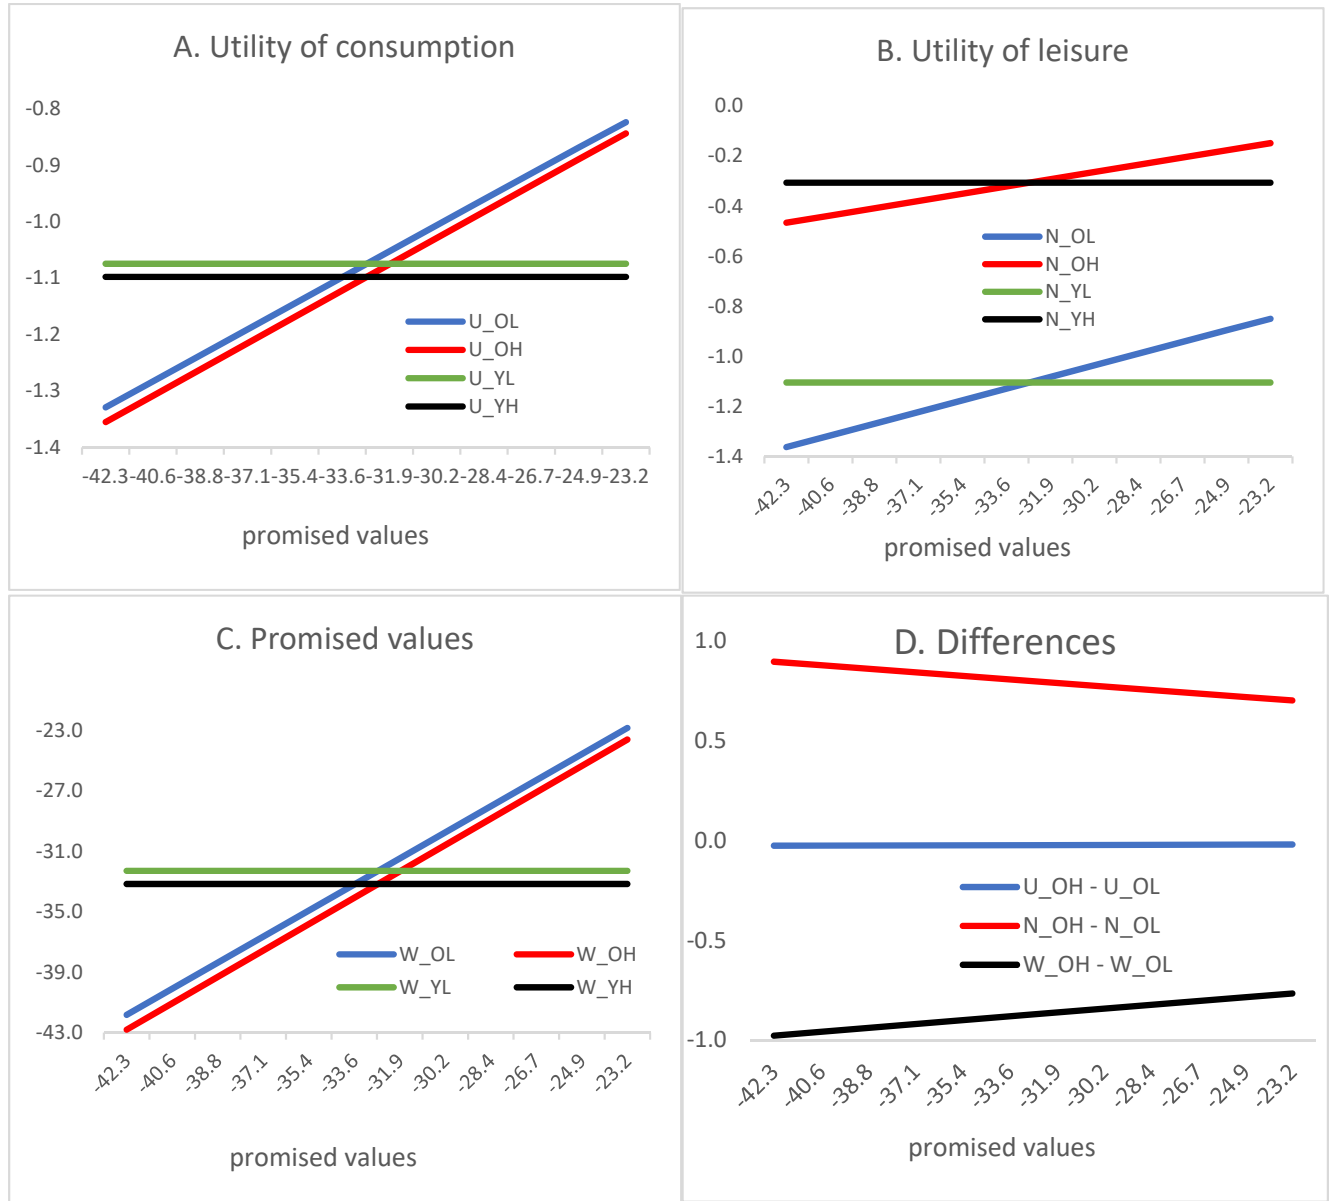 A. Utility of consumption
-0.8
-0.9
-1.0
-1.1
-1.2
-1.3
-1.4
U_OL
U_OH
U_YL
U_YH
-42.3 -40.6 -38.8 -37.1 -35.4 -33.6 -31.9 -30.2 -28.4 -26.7 -24.9 -23.2
promised values
B. Utility of leisure
0.0
-0.2
-0.4
-0.6
-0.8
-1.0
-1.2
-1.4
N_OL
N_OH
N_YL
N_YH
-42.3 -40.6 -38.8 -37.1 -35.4 -33.6 -31.9 -30.2 -28.4 -26.7 -24.9 -23.2
promised values
C. Promised values
-23.0
-27.0
-31.0
-35.0
-39.0
-43.0
W_OL W_OH
W_YL W_YH
-42.3 -40.6 -38.8 -37.1 -35.4 -33.6 -31.9 -30.2 -28.4 -26.7 -24.9 -23.2
promised values
D. Differences
1.0
0.5
0.0
-0.5
-1.0
U_OH - U_OL
N_OH - N_OL
W_OH - W_OL
-42.3 -40.6 -38.8 -37.1 -35.4 -33.6 -31.9 -30.2 -28.4 -26.7 -24.9 -23.2
promised values